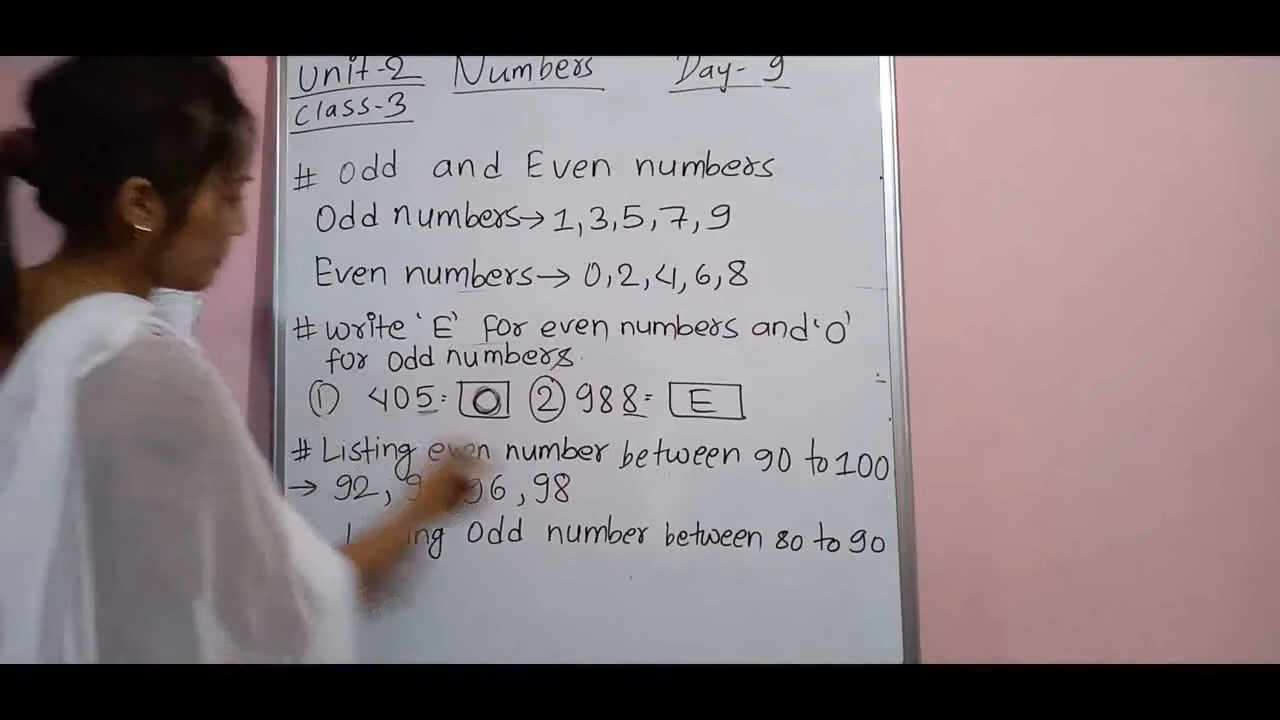 Unit-2 Numbers Day-9
Class-3
# Odd and Even numbers
Odd numbers→1,3,5,7,9
Even numbers→0,2,4,6,8
# Write 'E' for even numbers and 'O'
for odd numbers.
① 405= O ② 988= E
# Listing even number between 90 to 100
→ 92, 96, 98
Odd number between 80 to 90